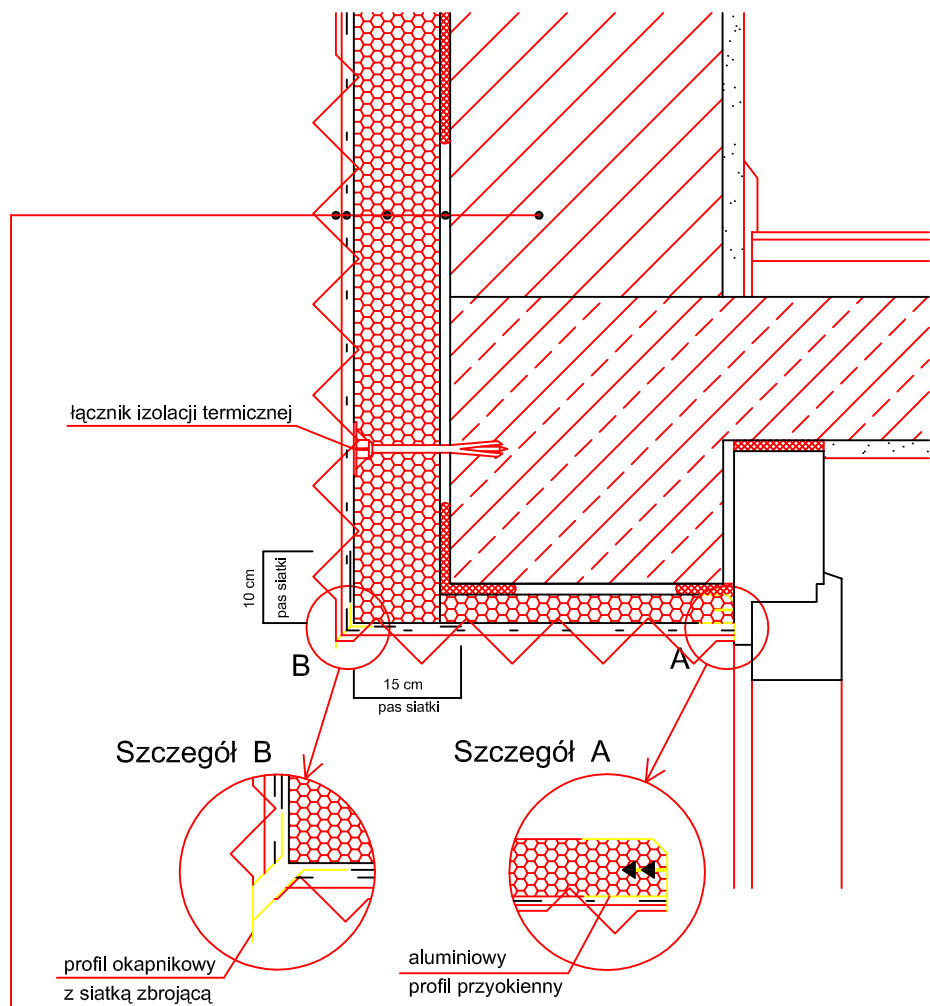 łącznik izolacji termicznej
10 cm
pas siatki
B
A
15 cm
pas siatki
Szczegół B
Szczegół A
profil okapnikowy
z siatką zbrojącą
aluminiowy
profil przyokienny